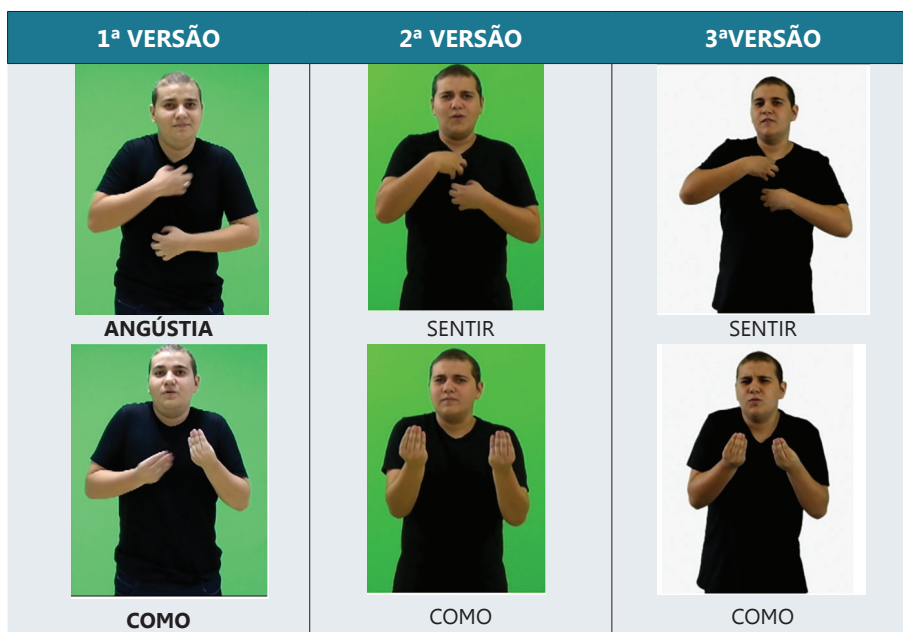 1ª VERSÃO 2ª VERSÃO 3ªVERSÃO
ANGÚSTIA SENTIR SENTIR
COMO COMO COMO